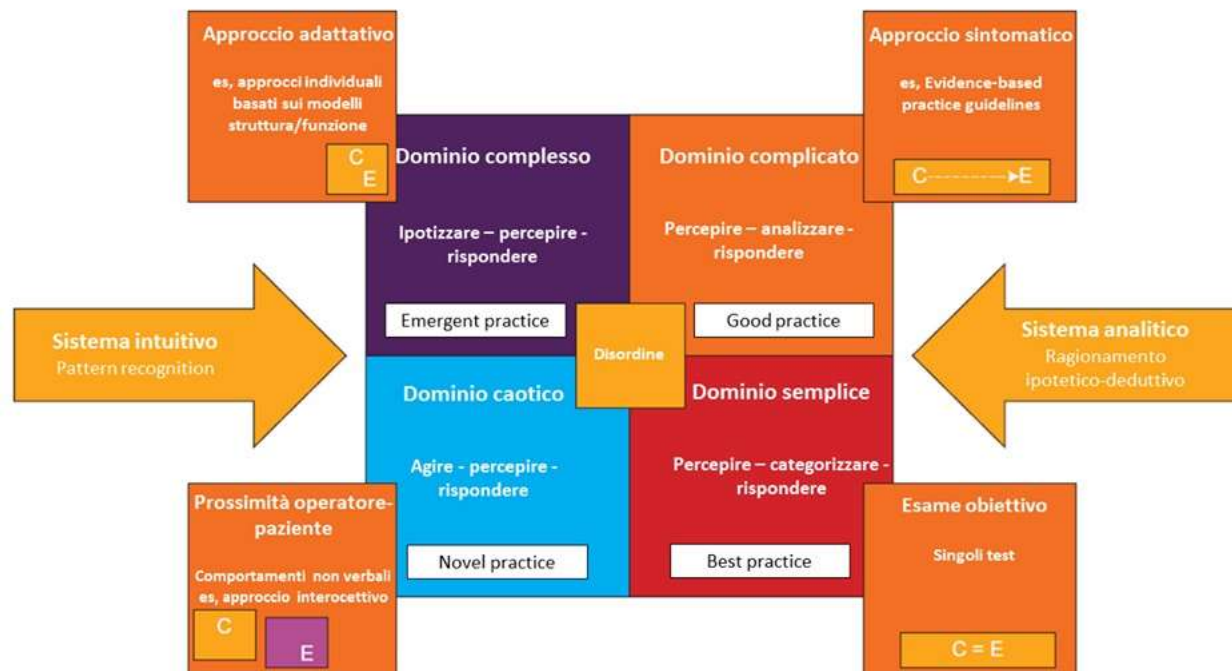 Approccio adattativo
es, approcci individuali
basati sui modelli
struttura/funzione
C
E
Approccio sintomatico
es, Evidence-based
practice guidelines
C----------►E
Dominio complesso
Ipotizzare – percepire -
rispondere
Emergent practice
Dominio complicato
Percepire – analizzare -
rispondere
Good practice
Sistema intuitivo
Pattern recognition
Disordine
Sistema analitico
Ragionamento
ipotetico-deduttivo
Dominio caotico
Agire - percepire -
rispondere
Novel practice
Dominio semplice
Percepire – categorizzare -
rispondere
Best practice
Prossimità operatore-
paziente
Comportamenti non verbali
es, approccio interocettivo
C
E
Esame obiettivo
Singoli test
C = E